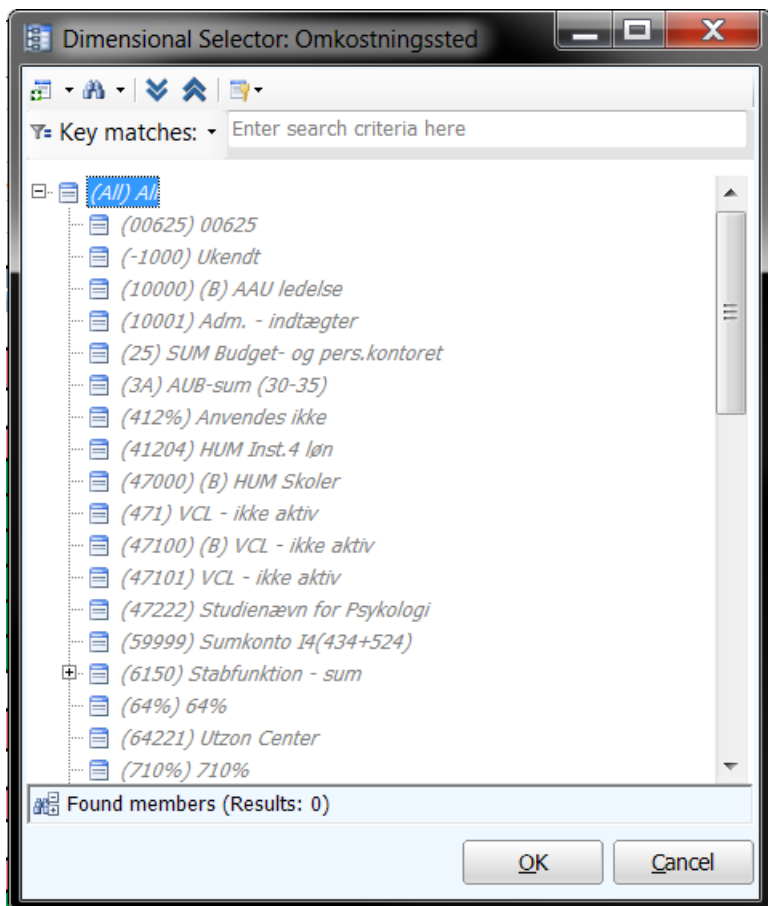 Dimensional Selector: Omkostningssted
Key matches: Enter search criteria here
(All) Al
(00625) 00625
(-1000) Ukendt
(10000) (B) AAU ledelse
(10001) Adm. - indtægter
(25) SUM Budget- og pers.kontoret
(3A) AUB-sum (30-35)
(412%) Anvendes ikke
(41204) HUM Inst.4 løn
(47000) (B) HUM Skoler
(471) VCL - ikke aktiv
(47100) (B) VCL - ikke aktiv
(47101) VCL - ikke aktiv
(47222) Studienævn for Psykologi
(59999) Sumkonto I4(434+524)
(6150) Stabfunktion - sum
(64%) 64%
(64221) Utzon Center
(710%) 710%
Found members (Results: 0)
OK Cancel